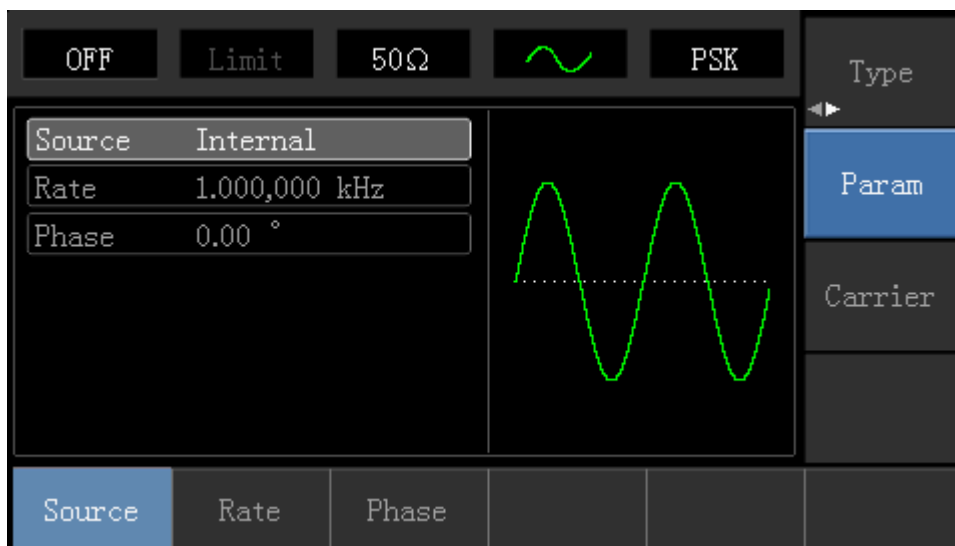 OFF Limit 50Ω PSK
Type
Source Internal
Rate 1.000,000 kHz
Phase 0.00 °
Param
Carrier
Source Rate Phase